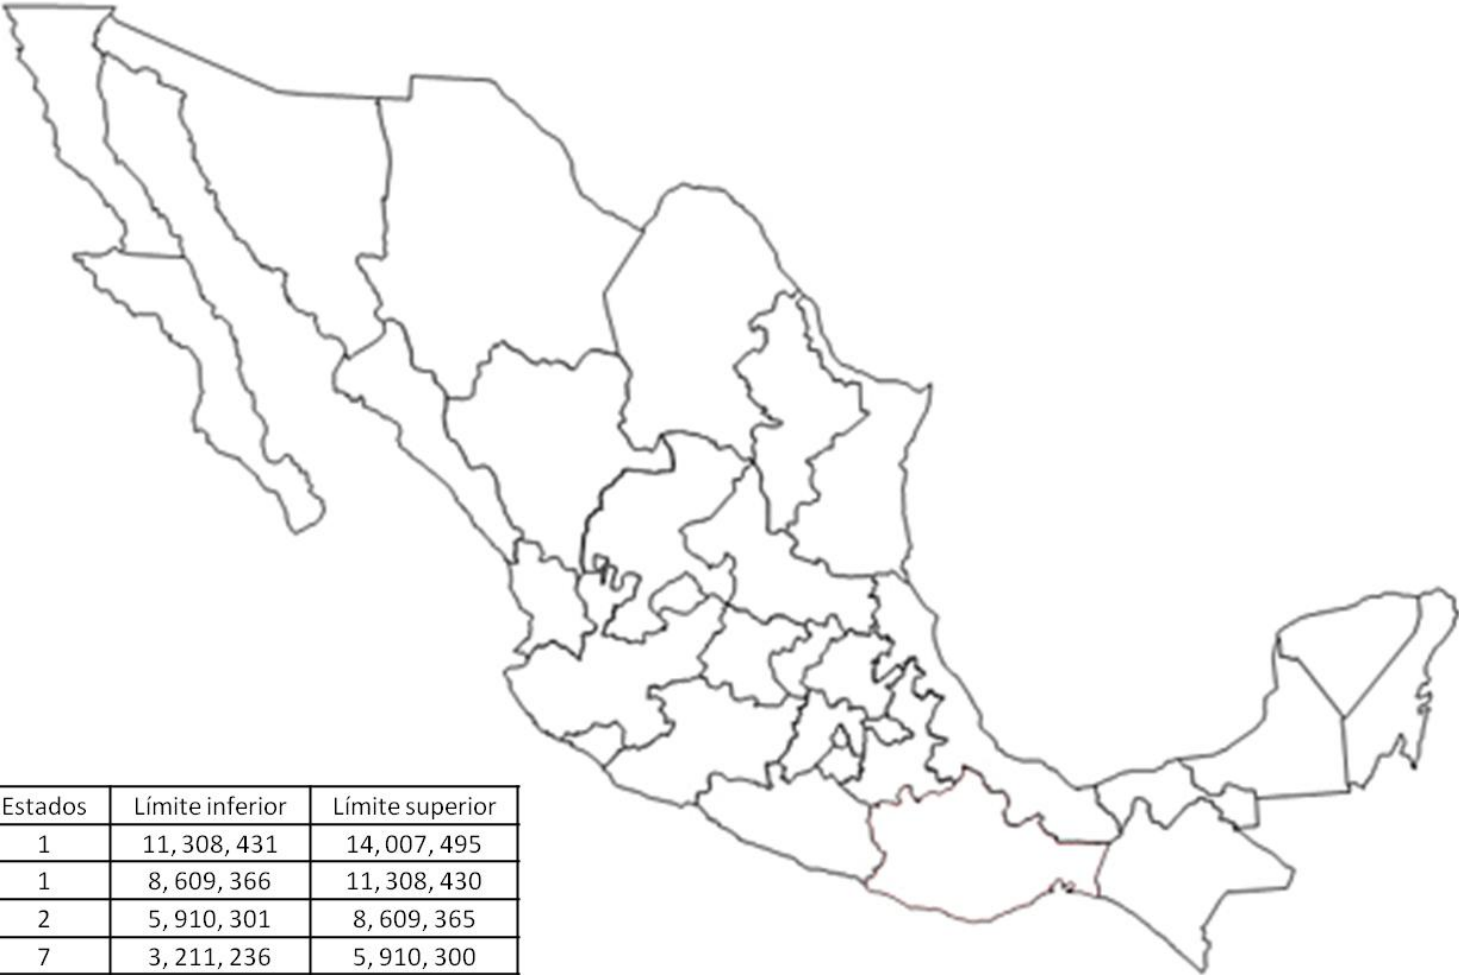 Estados Límite inferior Límite superior
1 11, 308, 431 14, 007, 495
1 8, 609, 366 11, 308, 430
2 5, 910, 301 8, 609, 365
7 3, 211, 236 5, 910, 300